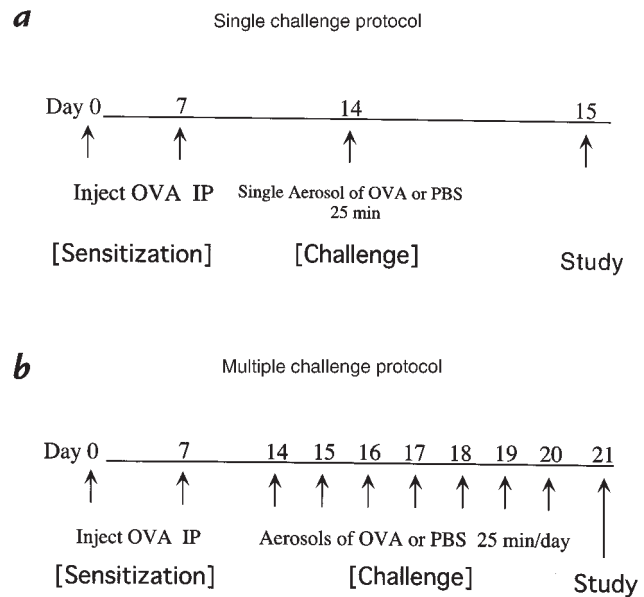 a
Single challenge protocol
Day 0 7 14 15
Inject OVA IP Single Aerosol of OVA or PBS
25 min
[Sensitization] [Challenge] Study
b
Multiple challenge protocol
Day 0 7 14 15 16 17 18 19 20 21
Inject OVA IP Aerosols of OVA or PBS 25 min/day
[Sensitization] [Challenge] Study